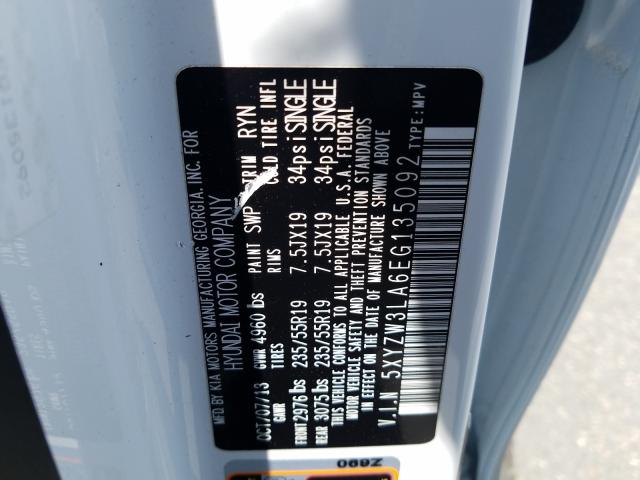 MFD BY KIA MOTORS MANUFACTURING GEORGIA, INC. FOR
HYUNDAI MOTOR COMPANY
OCT/07/13 GVWR 4960 lbs PAINT SWP TRIM RYN
GAWR TIRES RIMS COLD TIRE INFL
FRONT 2976 lbs 235/55R19 7.5JX19 34psi SINGLE
REAR 3075 lbs 235/55R19 7.5JX19 34psi SINGLE
THIS VEHICLE CONFORMS TO ALL APPLICABLE U.S.A. FEDERAL
MOTOR VEHICLE SAFETY AND THEFT PREVENTION STANDARDS
IN EFFECT ON THE DATE OF MANUFACTURE SHOWN ABOVE
V.I.N 5XYZW3LA6EG135092 TYPE: MPV
Z690